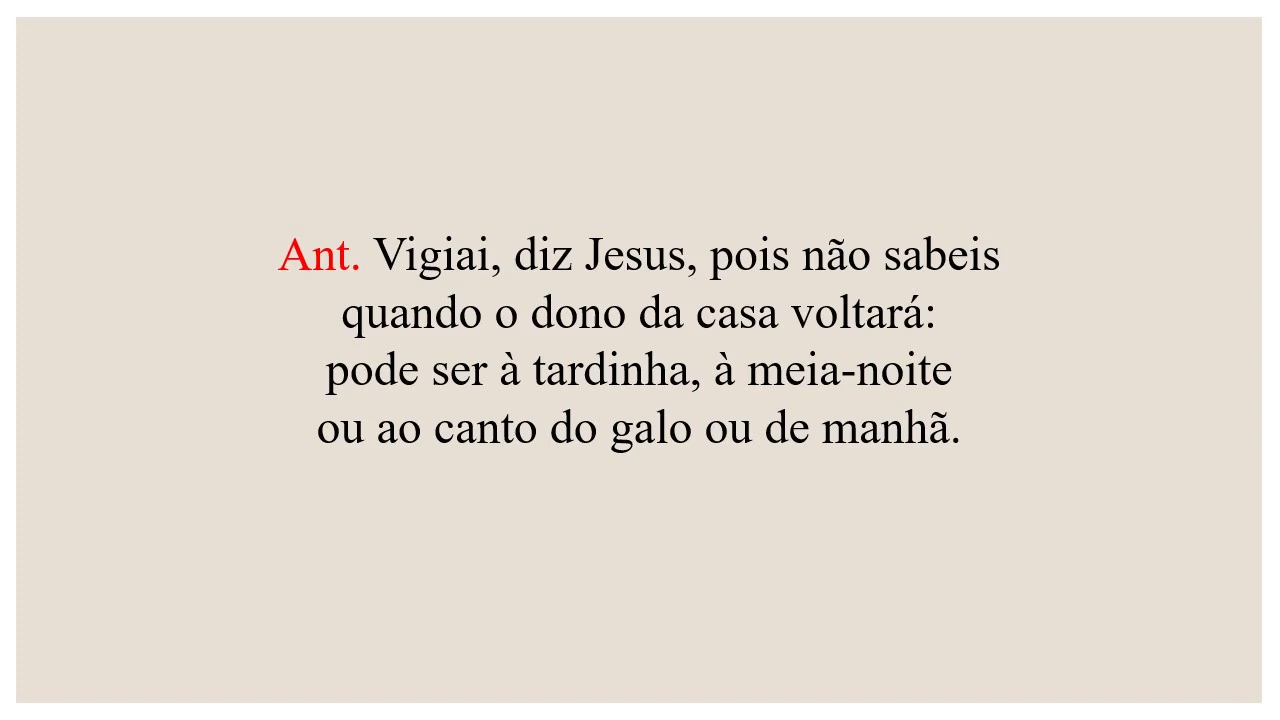 Ant. Vigiai, diz Jesus, pois não sabeis
quando o dono da casa voltará:
pode ser à tardinha, à meia-noite
ou ao canto do galo ou de manhã.